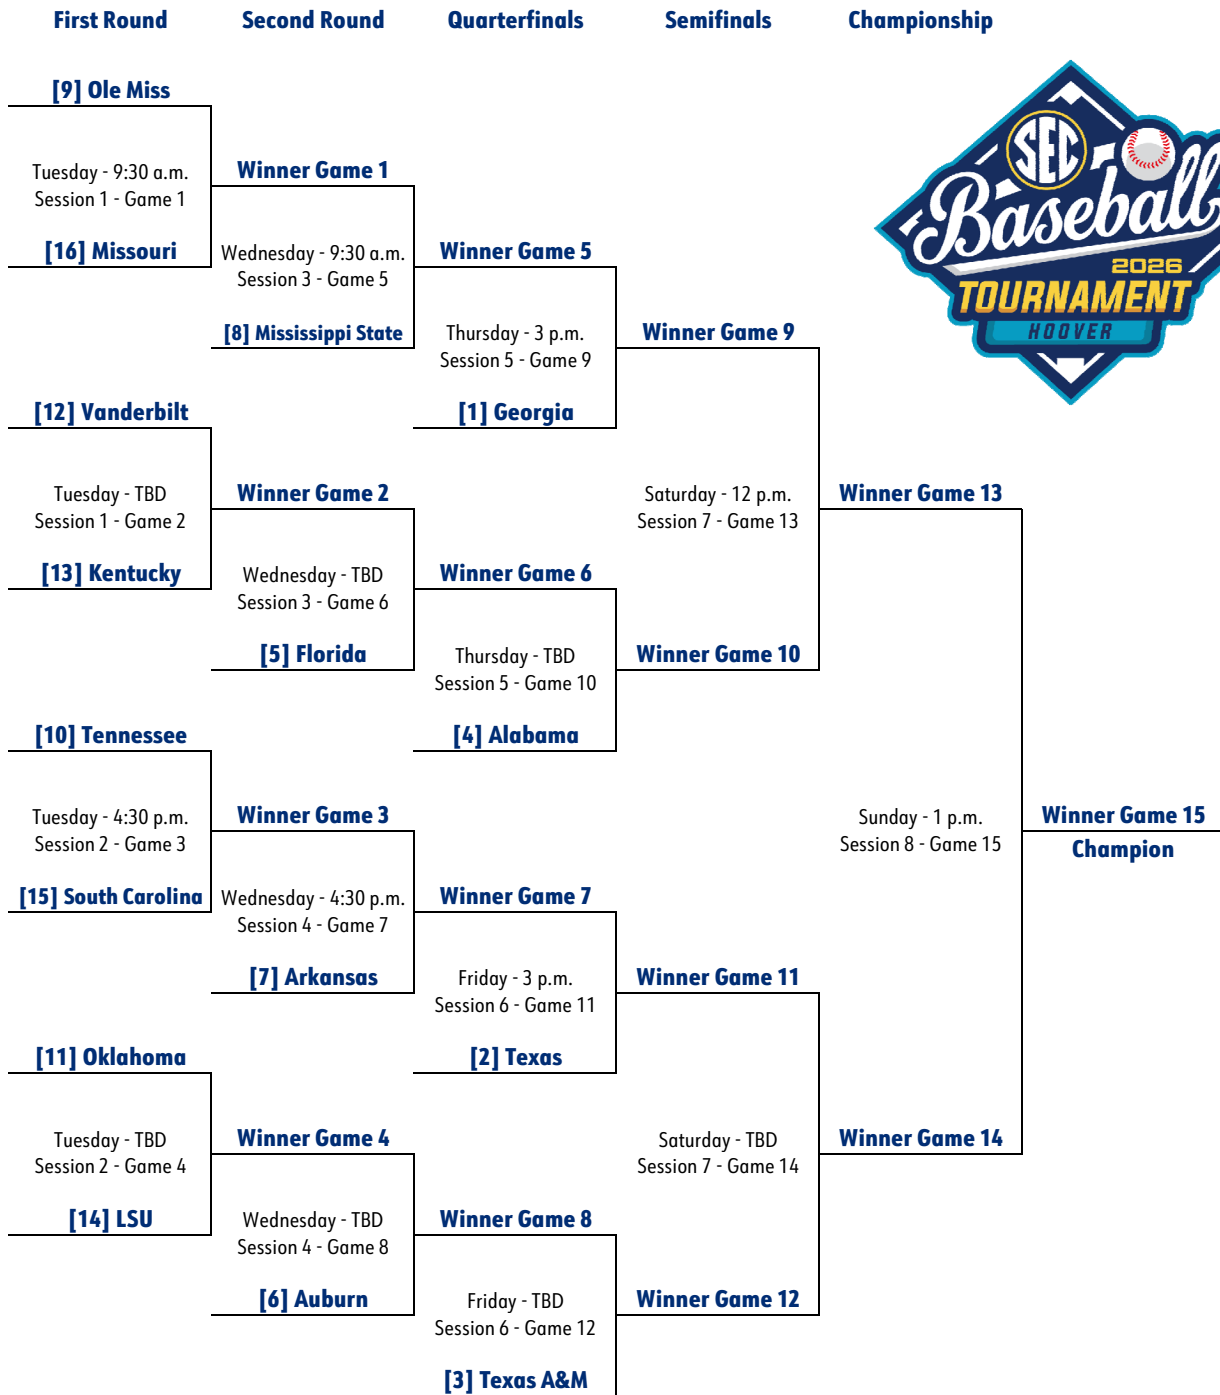 First Round
Second Round
Quarterfinals
Semifinals
Championship
SEC
Baseball
2026
TOURNAMENT
HOOVER
[9] Ole Miss
Tuesday - 9:30 a.m.
Session 1 - Game 1
[16] Missouri
[12] Vanderbilt
Tuesday - TBD
Session 1 - Game 2
[13] Kentucky
[10] Tennessee
Tuesday - 4:30 p.m.
Session 2 - Game 3
[15] South Carolina
[11] Oklahoma
Tuesday - TBD
Session 2 - Game 4
[14] LSU
Winner Game 1
Wednesday - 9:30 a.m.
Session 3 - Game 5
[8] Mississippi State
Winner Game 2
Wednesday - TBD
Session 3 - Game 6
[5] Florida
Winner Game 3
Wednesday - 4:30 p.m.
Session 4 - Game 7
[7] Arkansas
Winner Game 4
Wednesday - TBD
Session 4 - Game 8
[6] Auburn
Winner Game 5
Thursday - 3 p.m.
Session 5 - Game 9
[1] Georgia
Winner Game 6
Thursday - TBD
Session 5 - Game 10
[4] Alabama
Winner Game 7
Friday - 3 p.m.
Session 6 - Game 11
[2] Texas
Winner Game 8
Friday - TBD
Session 6 - Game 12
[3] Texas A&M
Winner Game 9
Saturday - 12 p.m.
Session 7 - Game 13
Winner Game 10
Winner Game 11
Saturday - TBD
Session 7 - Game 14
Winner Game 12
Winner Game 13
Sunday - 1 p.m.
Session 8 - Game 15
Winner Game 14
Winner Game 15
Champion